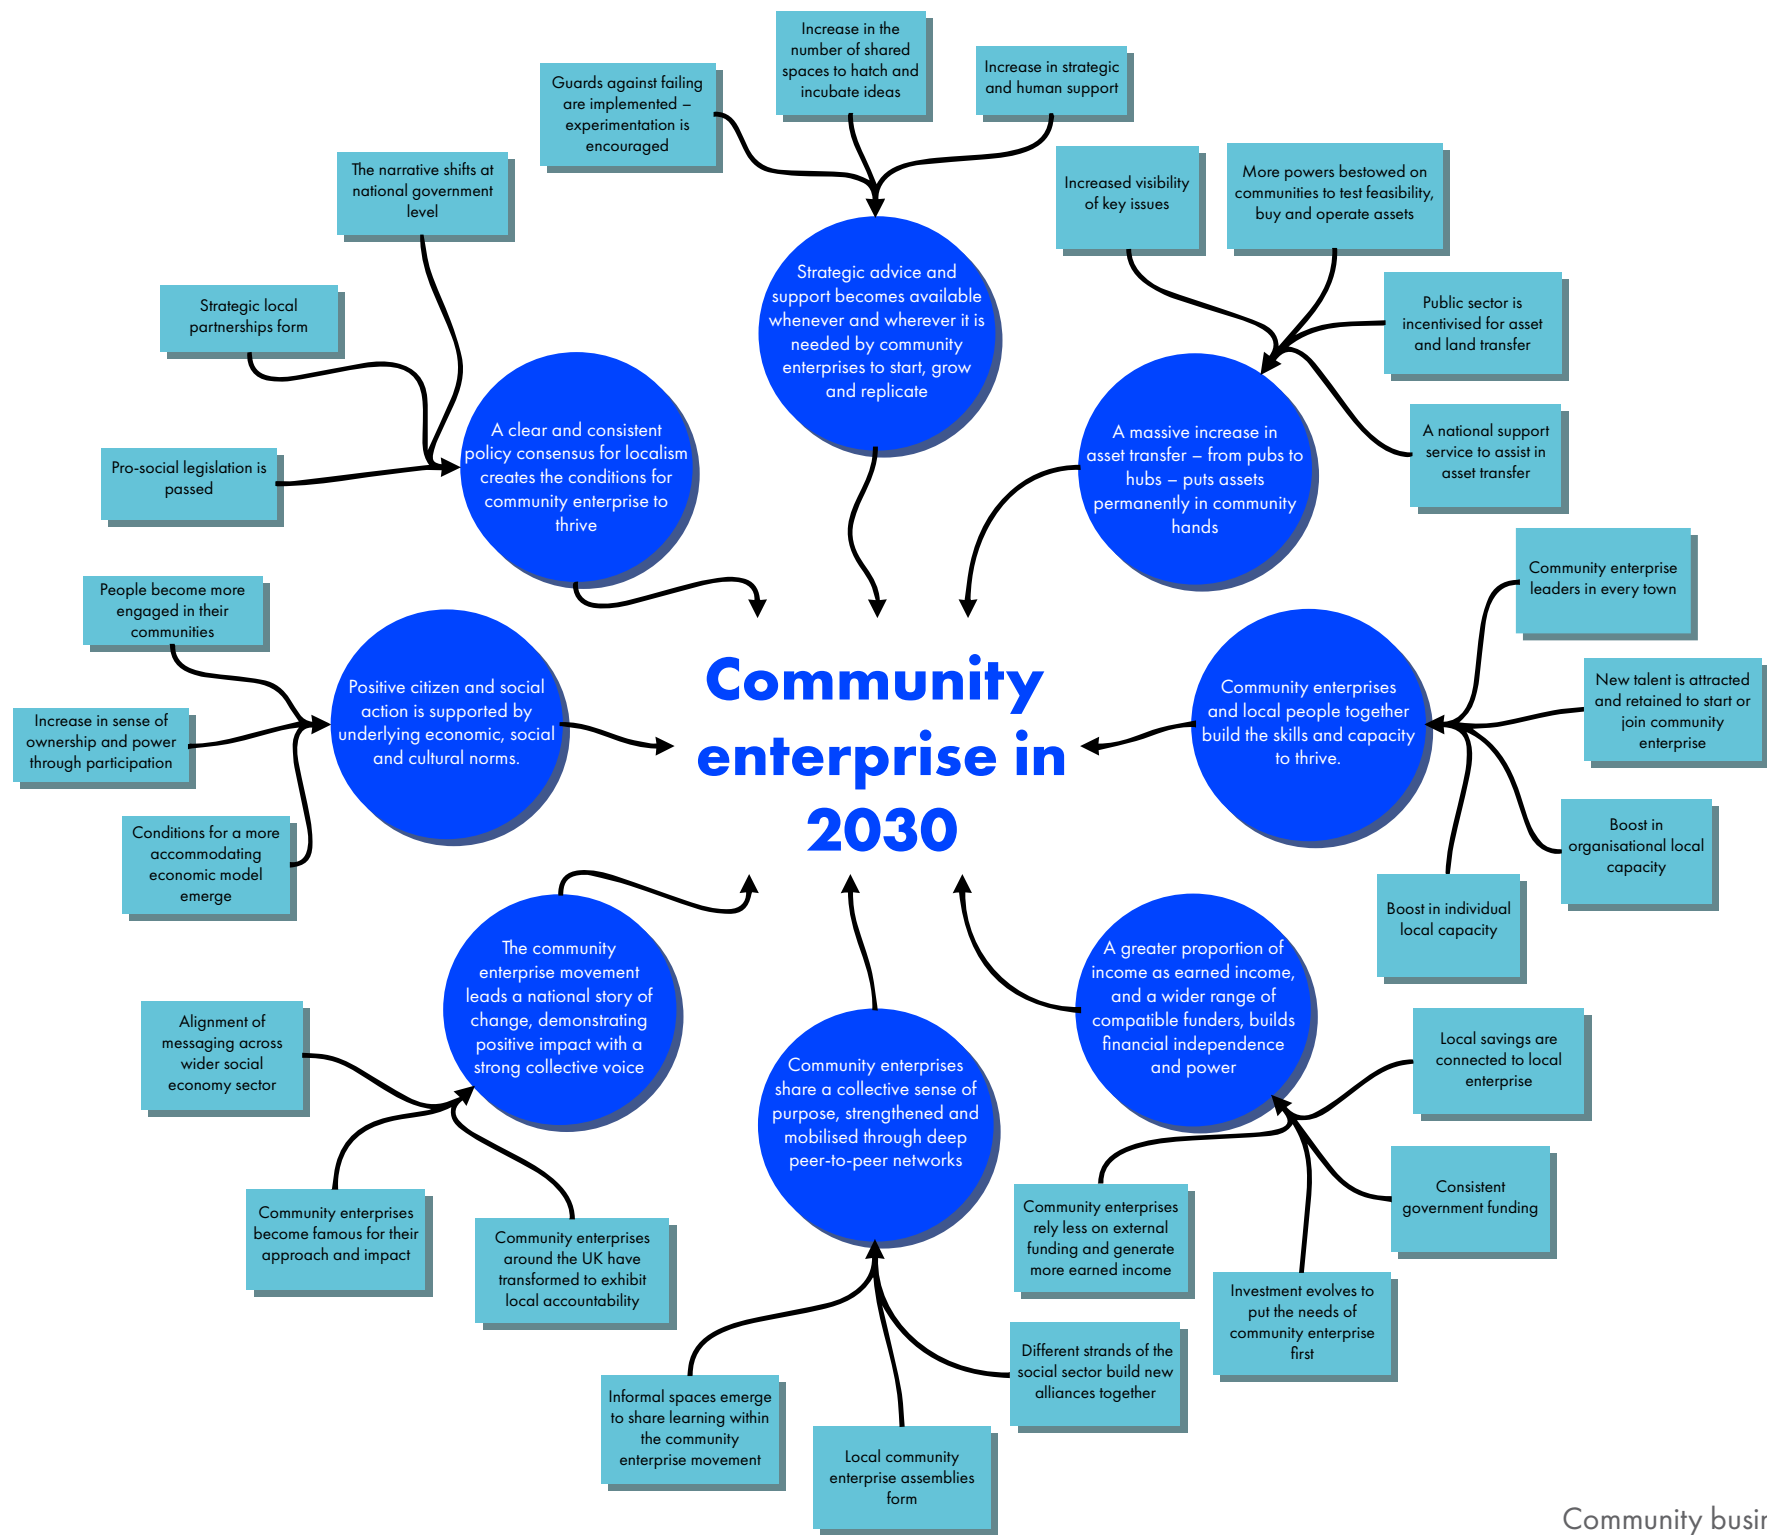 Increase in the
number of shared
spaces to hatch and
incubate ideas
Increase in strategic
and human support
Guards against failing
are implemented –
experimentation is
encouraged
The narrative shifts at
national government
level
Increased visibility
of key issues
More powers bestowed on
communities to test feasibility,
buy and operate assets
Strategic local
partnerships form
Public sector is
incentivised for asset
and land transfer
Strategic advice and
support becomes available
whenever and wherever it is
needed by community
enterprises to start, grow
and replicate
Pro-social legislation is
passed
A clear and consistent
policy consensus for localism
creates the conditions for
community enterprise to
thrive
A massive increase in
asset transfer – from pubs to
hubs – puts assets
permanently in community
hands
A national support
service to assist in
asset transfer
People become more
engaged in their
communities
Community enterprise
leaders in every town
Increase in sense of
ownership and power
through participation
Positive citizen and social
action is supported by
underlying economic, social
and cultural norms.
Community
enterprise in
2030
Community enterprises
and local people together
build the skills and capacity
to thrive.
New talent is attracted
and retained to start or
join community
enterprise
Conditions for a more
accommodating
economic model
emerge
Boost in
organisational local
capacity
Boost in individual
local capacity
The community
enterprise movement
leads a national story of
change, demonstrating
positive impact with a
strong collective voice
A greater proportion of
income as earned income,
and a wider range of
compatible funders, builds
financial independence
and power
Alignment of
messaging across
wider social
economy sector
Community enterprises
share a collective sense of
purpose, strengthened and
mobilised through deep
peer-to-peer networks
Local savings are
connected to local
enterprise
Community enterprises
become famous for their
approach and impact
Community enterprises
around the UK have
transformed to exhibit
local accountability
Community enterprises
rely less on external
funding and generate
more earned income
Consistent
government funding
Investment evolves to
put the needs of
community enterprise
first
Different strands of the
social sector build new
alliances together
Informal spaces emerge
to share learning within
the community
enterprise movement
Local community
enterprise assemblies
form
Community